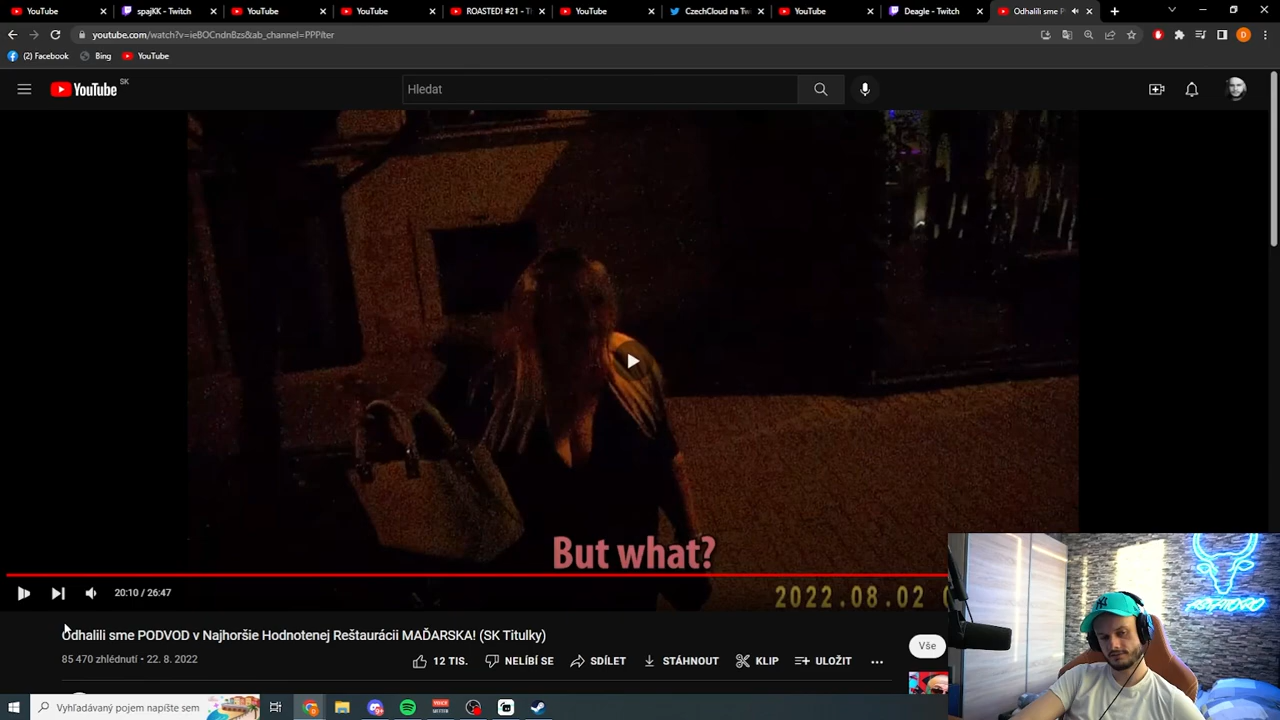 YouTube
spajKK - Twitch
YouTube
YouTube
ROASTED! #21 - T
YouTube
CzechCloud na Tw
YouTube
Deagle - Twitch
Odhalili sme P
youtube.com/watch?v=ieBOCndnBzs&ab_channel=PPPíter
(2) Facebook
Bing
YouTube
YouTube SK
Hledat
But what?
2022.08.02
20:10 / 26:47
Odhalili sme PODVOD v Najhoršie Hodnotenej Reštaurácii MAĎARSKA! (SK Titulky)
85 470 zhlédnutí • 22. 8. 2022
12 TIS.
NELÍBÍ SE
SDÍLET
STÁHNOUT
KLIP
ULOŽIT
Vše
Vyhľadávaný pojem napíšte sem